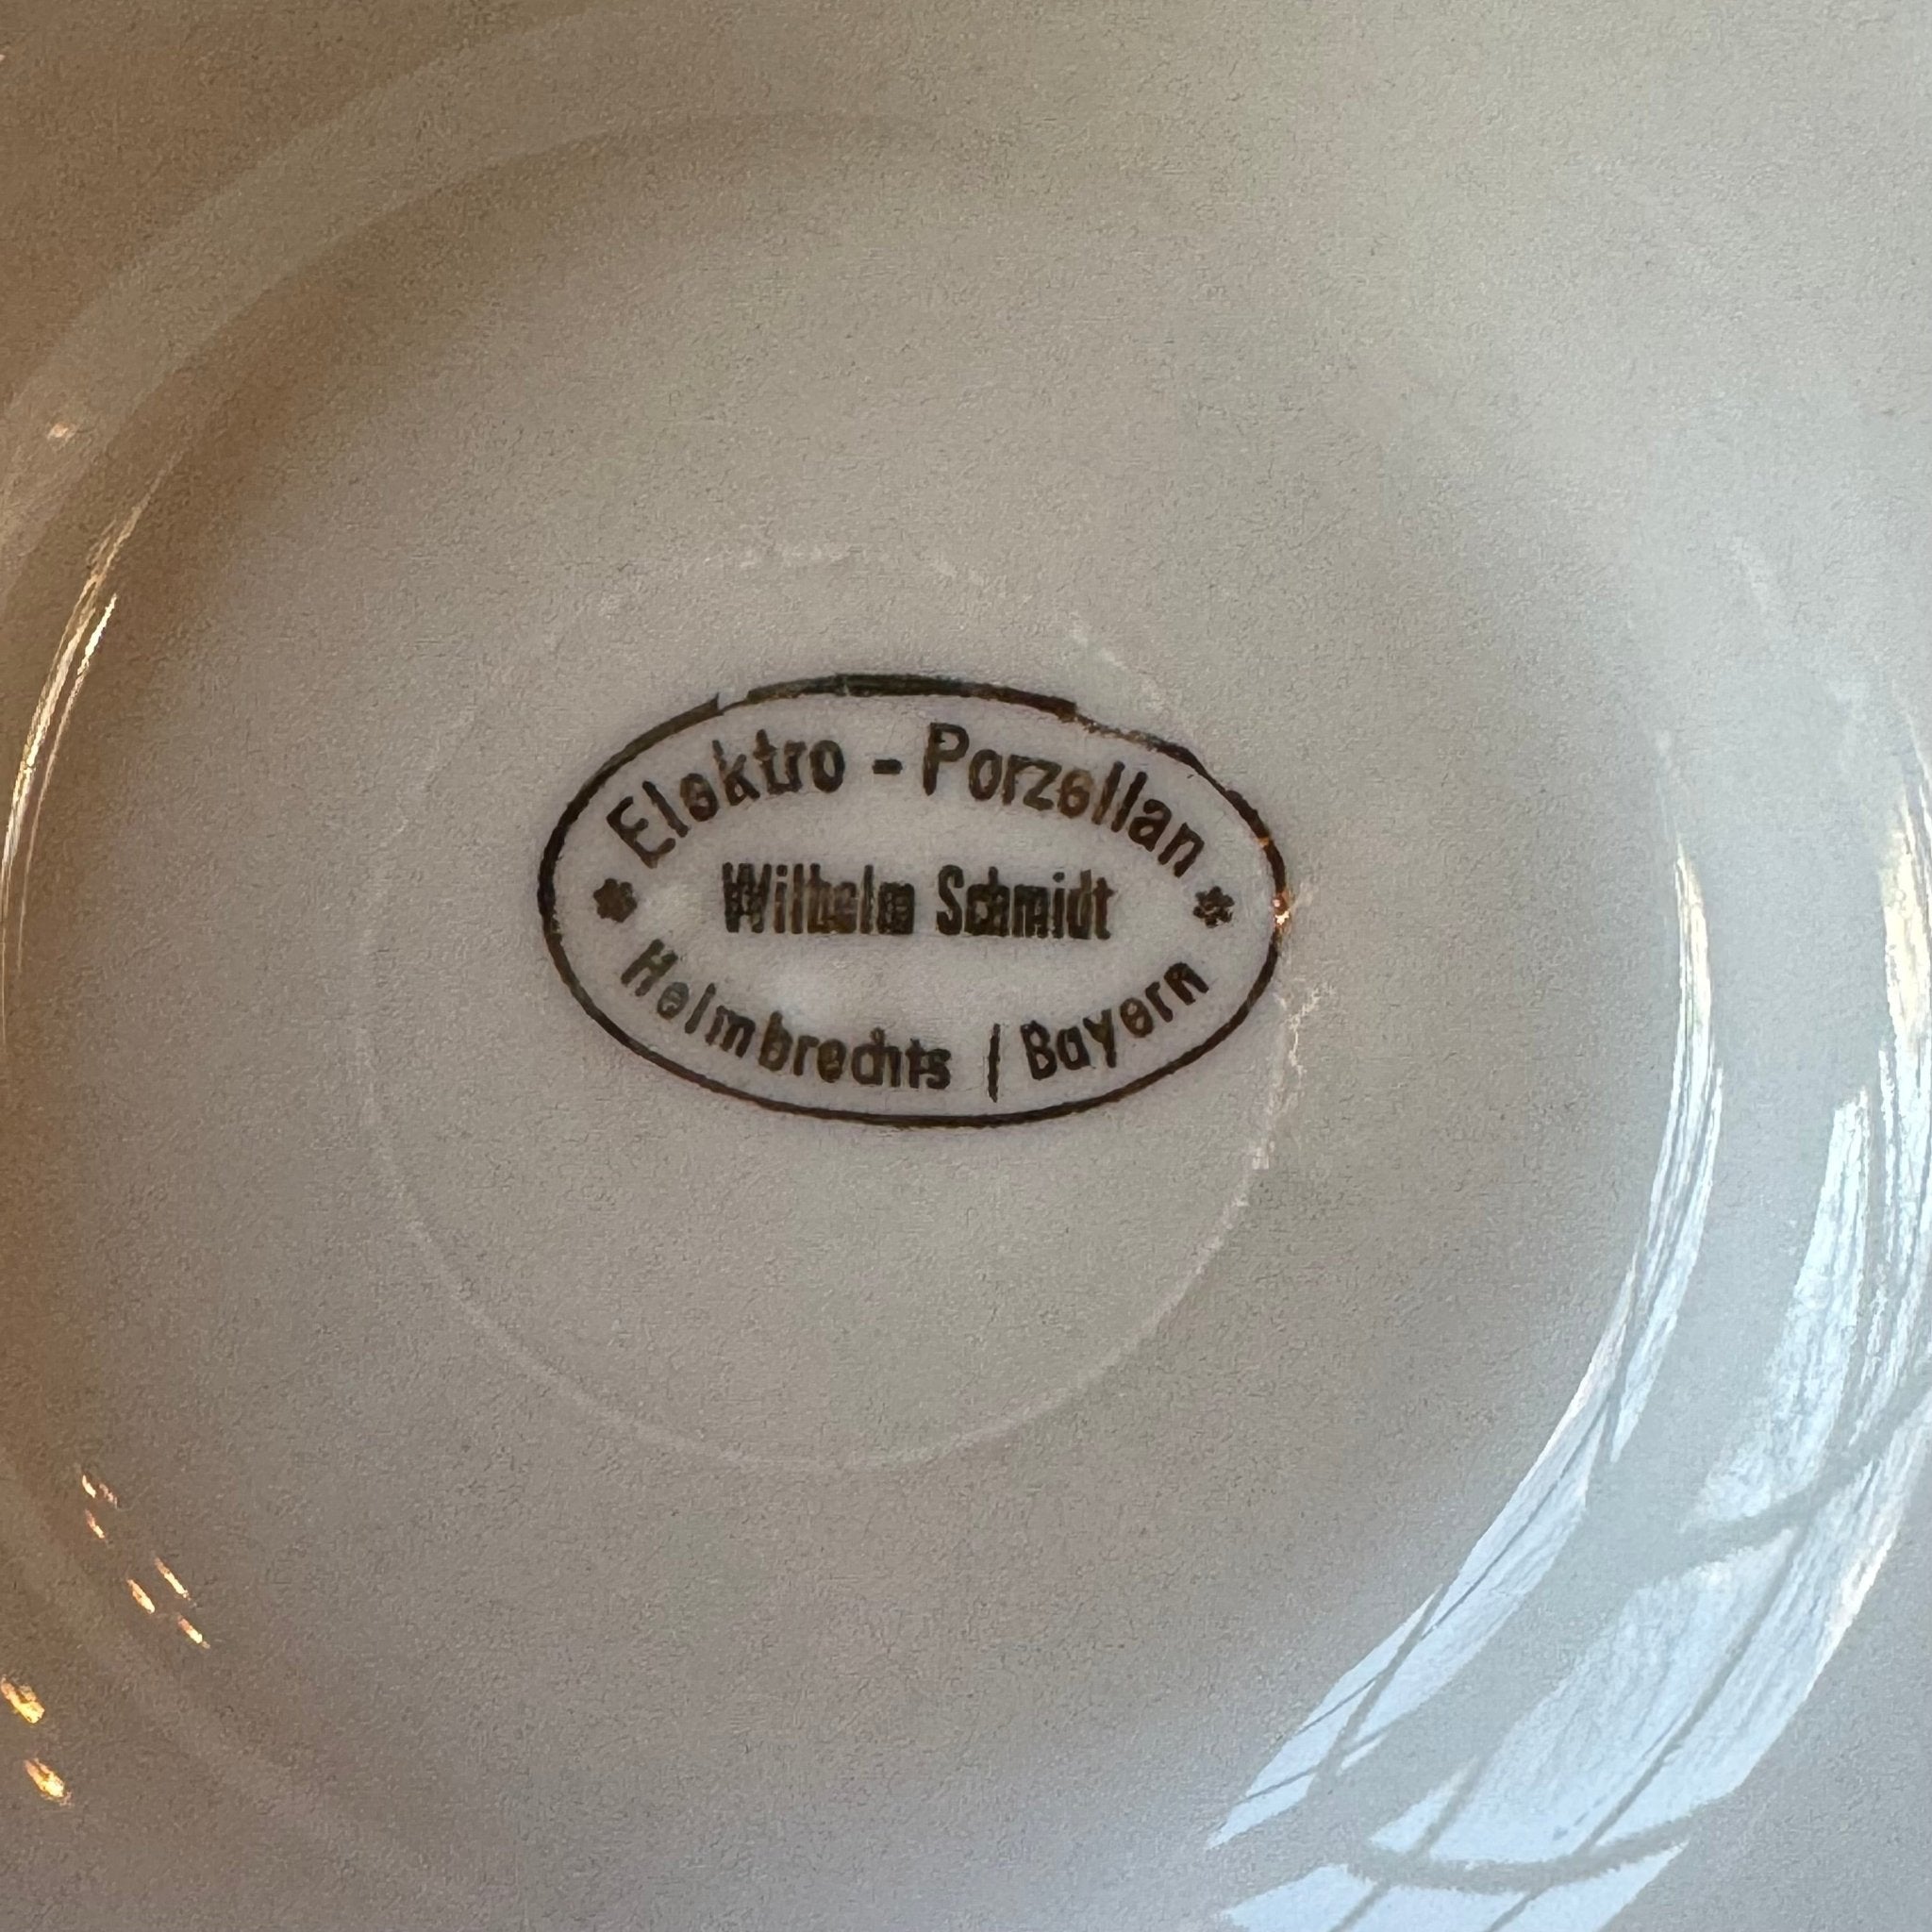 Elektro - Porzellan
Wilhelm Schmidt
Helmbrechts / Bayern